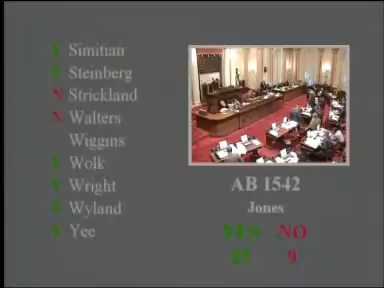 Y Simitian
Y Steinberg
N Strickland
N Walters
Wiggins
Y Wolk
Y Wright
Y Wyland
Y Yee
AB 1542
Jones
YES NO
25 9